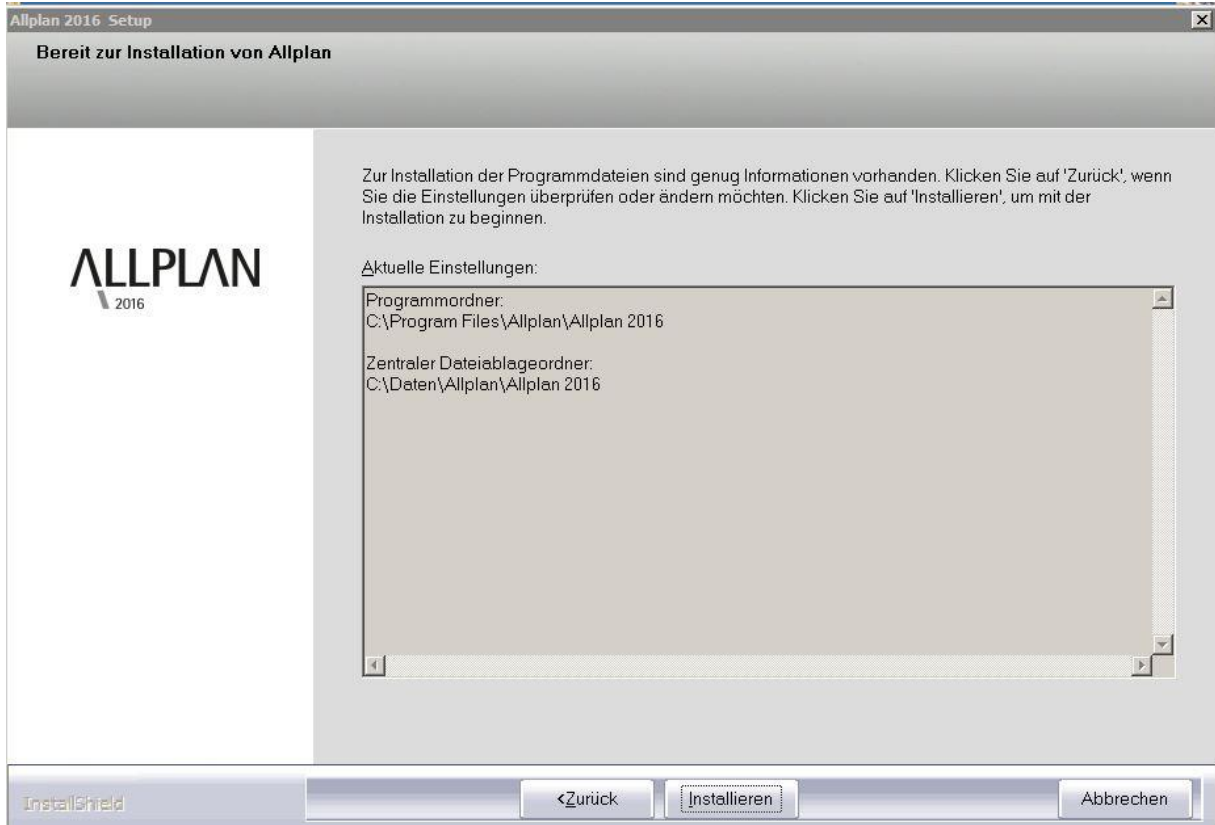 Allplan 2016 Setup
Bereit zur Installation von Allplan
Zur Installation der Programmdateien sind genug Informationen vorhanden. Klicken Sie auf 'Zurück', wenn
Sie die Einstellungen überprüfen oder ändern möchten. Klicken Sie auf 'Installieren', um mit der
Installation zu beginnen.
ALLPLAN
2016
Aktuelle Einstellungen:
Programmordner:
C:\Program Files\Allplan\Allplan 2016
Zentraler Dateiablageordner:
C:\Daten\Allplan\Allplan 2016
InstallShield
<Zurück
Installieren
Abbrechen